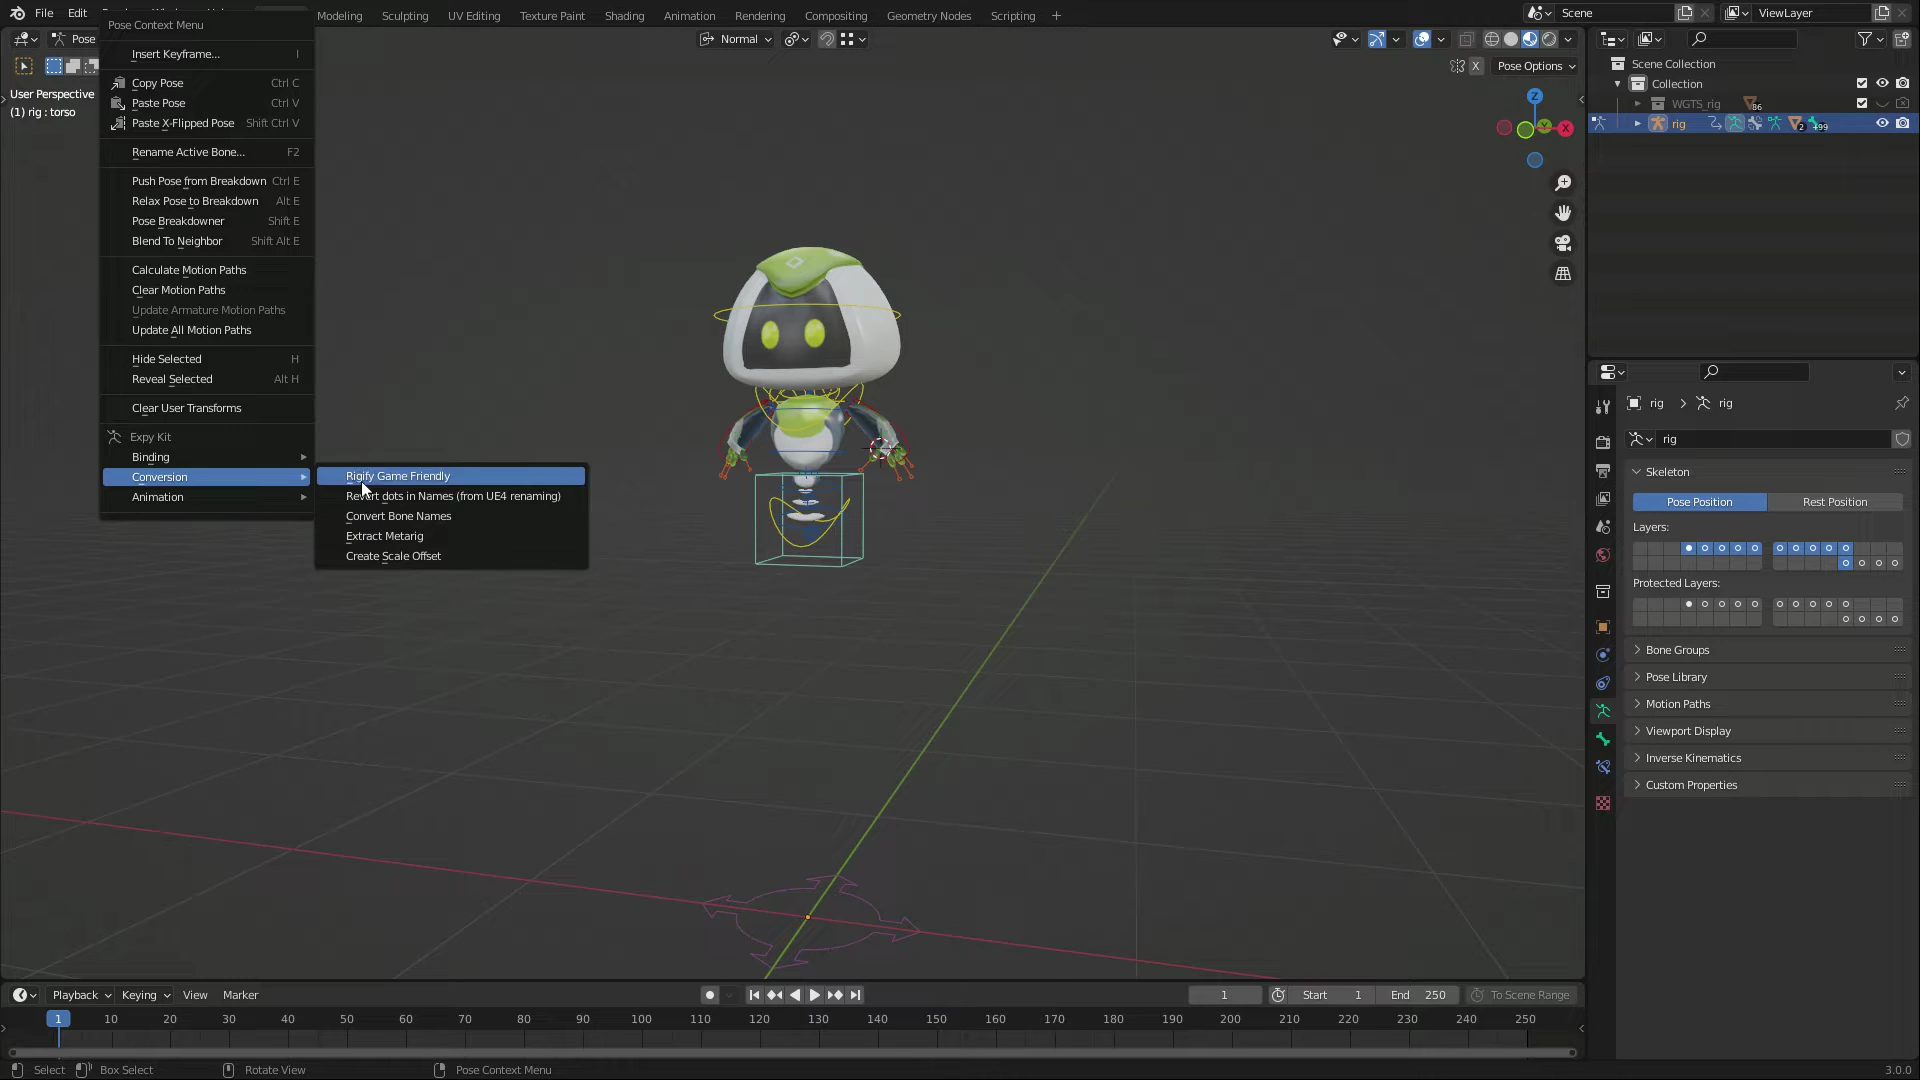 File Edit
Modeling Sculpting UV Editing Texture Paint Shading Animation Rendering Compositing Geometry Nodes Scripting +
Scene
ViewLayer
Pose
Normal
X
Pose Options
User Perspective
(1) rig : torso
Pose Context Menu
Insert Keyframe... I
Copy Pose Ctrl C
Paste Pose Ctrl V
Paste X-Flipped Pose Shift Ctrl V
Rename Active Bone... F2
Push Pose from Breakdown Ctrl E
Relax Pose to Breakdown Alt E
Pose Breakdowner Shift E
Blend To Neighbor Shift Alt E
Calculate Motion Paths
Clear Motion Paths
Update Armature Motion Paths
Update All Motion Paths
Hide Selected H
Reveal Selected Alt H
Clear User Transforms
Expy Kit
Binding
Conversion
Animation
Rigify Game Friendly
Revert dots in Names (from UE4 renaming)
Convert Bone Names
Extract Metarig
Create Scale Offset
Z
Y
X
Scene Collection
Collection
WGTS_rig 86
rig 2 +99
rig rig
rig
Skeleton
Pose Position Rest Position
Layers:
Protected Layers:
Bone Groups
Pose Library
Motion Paths
Viewport Display
Inverse Kinematics
Custom Properties
Playback Keying View Marker
1 Start 1 End 250 To Scene Range
1 10 20 30 40 50 60 70 80 90 100 110 120 130 140 150 160 170 180 190 200 210 220 230 240 250
Select Box Select Rotate View Pose Context Menu 3.0.0